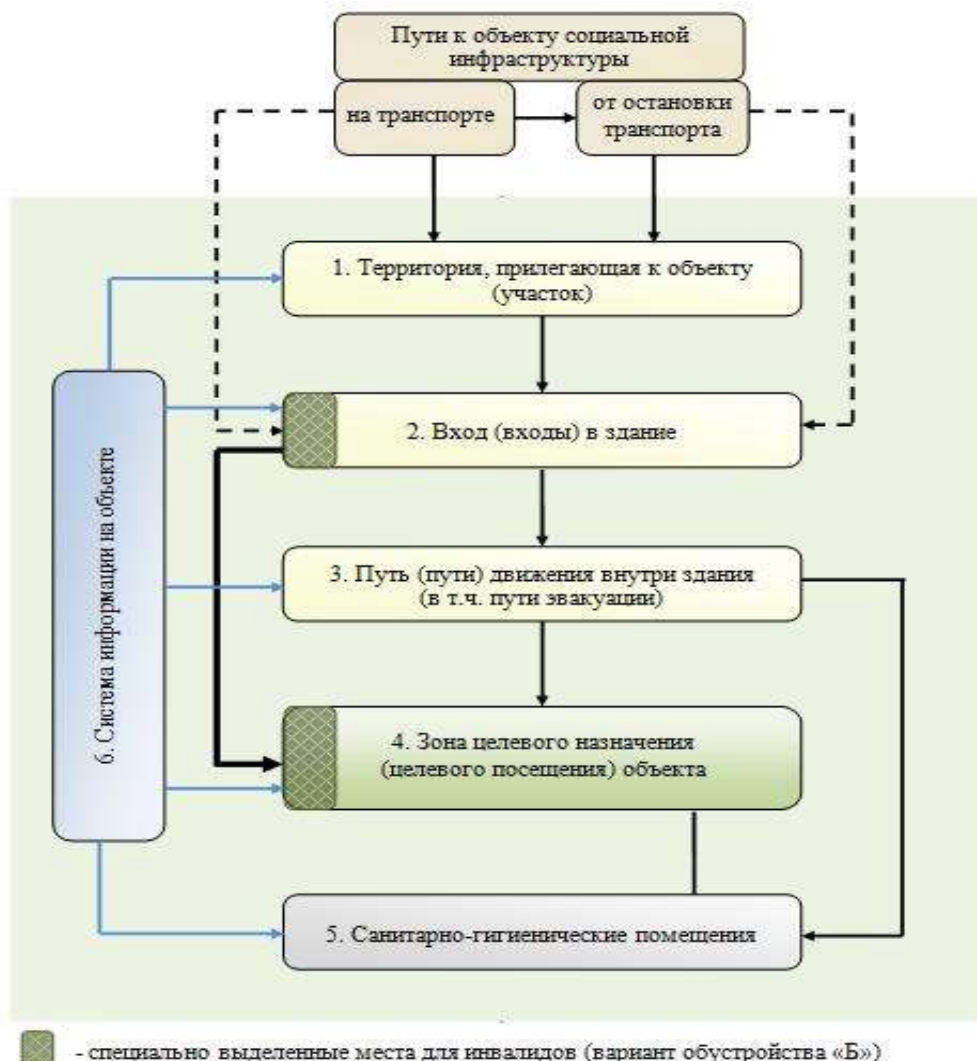 Пути к объекту социальной
инфраструктуры
на транспорте
от остановки
транспорта
1. Территория, прилегающая к объекту
(участок)
2. Вход (входы) в здание
3. Путь (пути) движения внутри здания
(в т.ч. пути эвакуации)
4. Зона целевого назначения
(целевого посещения) объекта
5. Санитарно-гигиенические помещения
6. Система информации на объекте
- специально выделенные места для инвалидов (вариант обустройства «Б»)